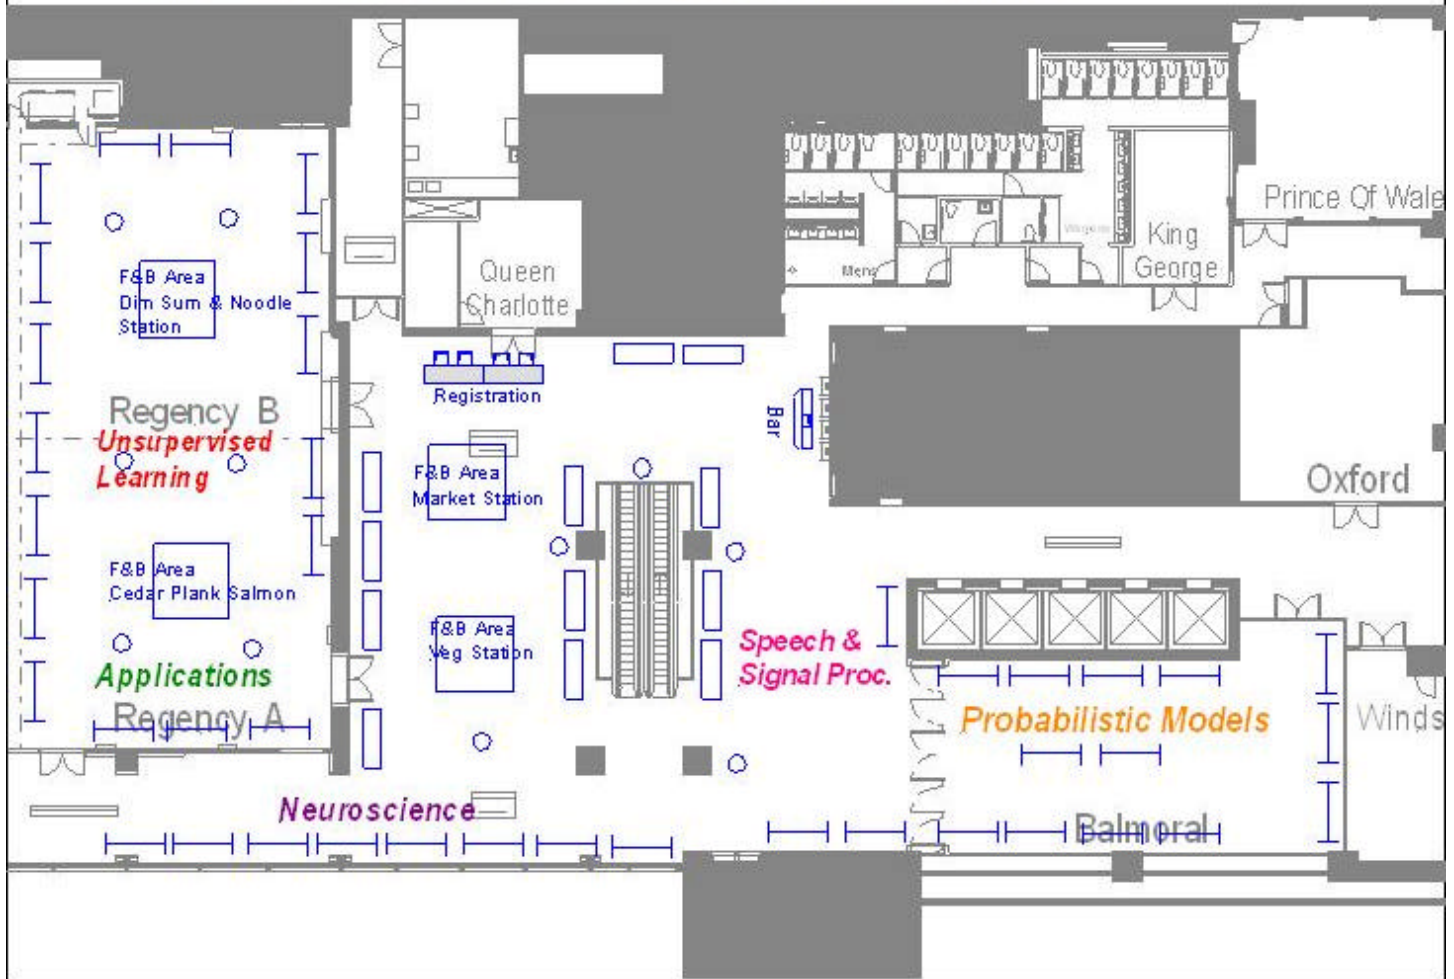 Prince Of Wale
King
George
Mens
Queen
Charlotte
F&B Area
Dim Sum & Noodle
Station
Registration
Bar
Regency B
Unsupervised
Learning
F&B Area
Market Station
Oxford
F&B Area
Cedar Plank Salmon
F&B Area
Veg Station
Speech &
Signal Proc.
Applications
Regency A
Probabilistic Models
Winds
Neuroscience
Balmoral